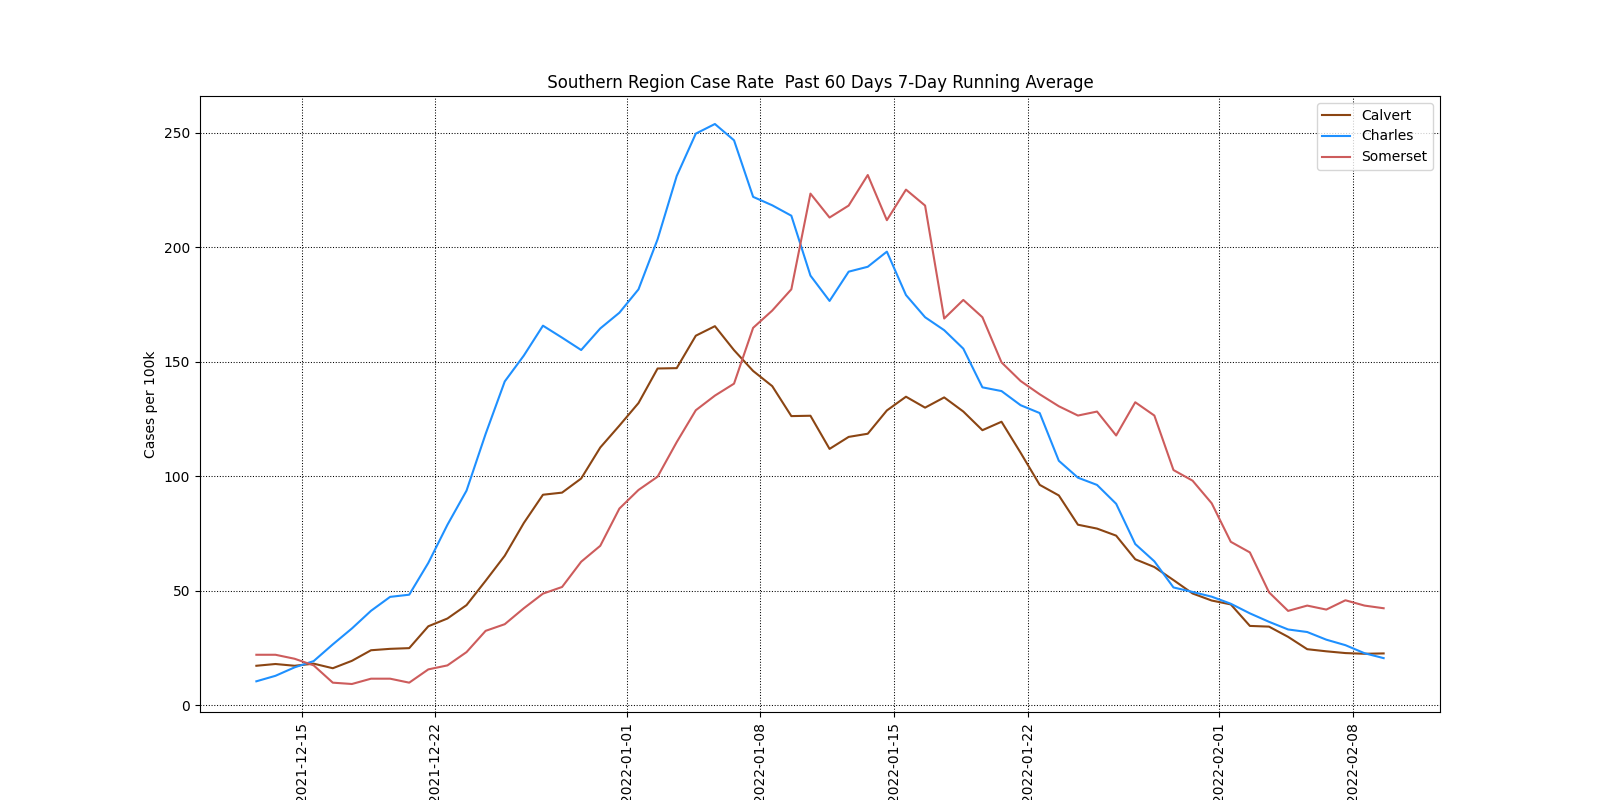 Southern Region Case Rate  Past 60 Days 7-Day Running Average
Calvert
Charles
Somerset
Cases per 100k
250
200
150
100
50
0
2021-12-15
2021-12-22
2022-01-01
2022-01-08
2022-01-15
2022-01-22
2022-02-01
2022-02-08